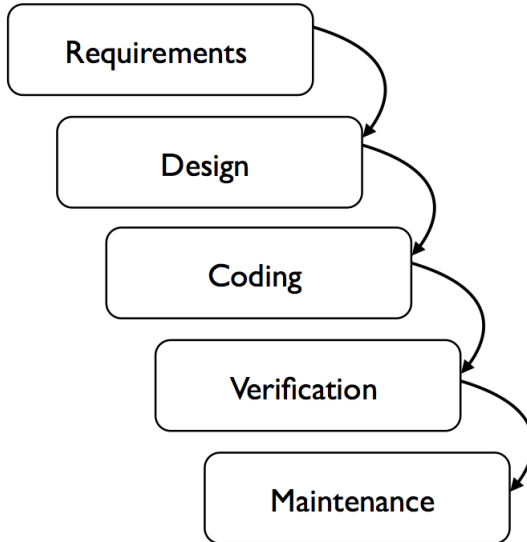 Requirements
Design
Coding
Verification
Maintenance